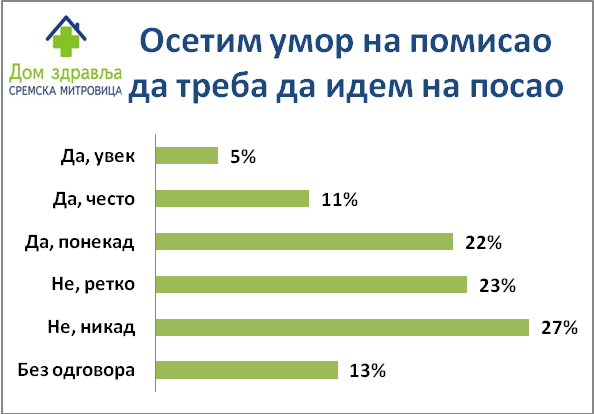 Дом здравља
СРЕМСКА МИТРОВИЦА
Осетим умор на помисао
да треба да идем на посао
Да, увек 5%
Да, често 11%
Да, понекад 22%
Не, ретко 23%
Не, никад 27%
Без одговора 13%